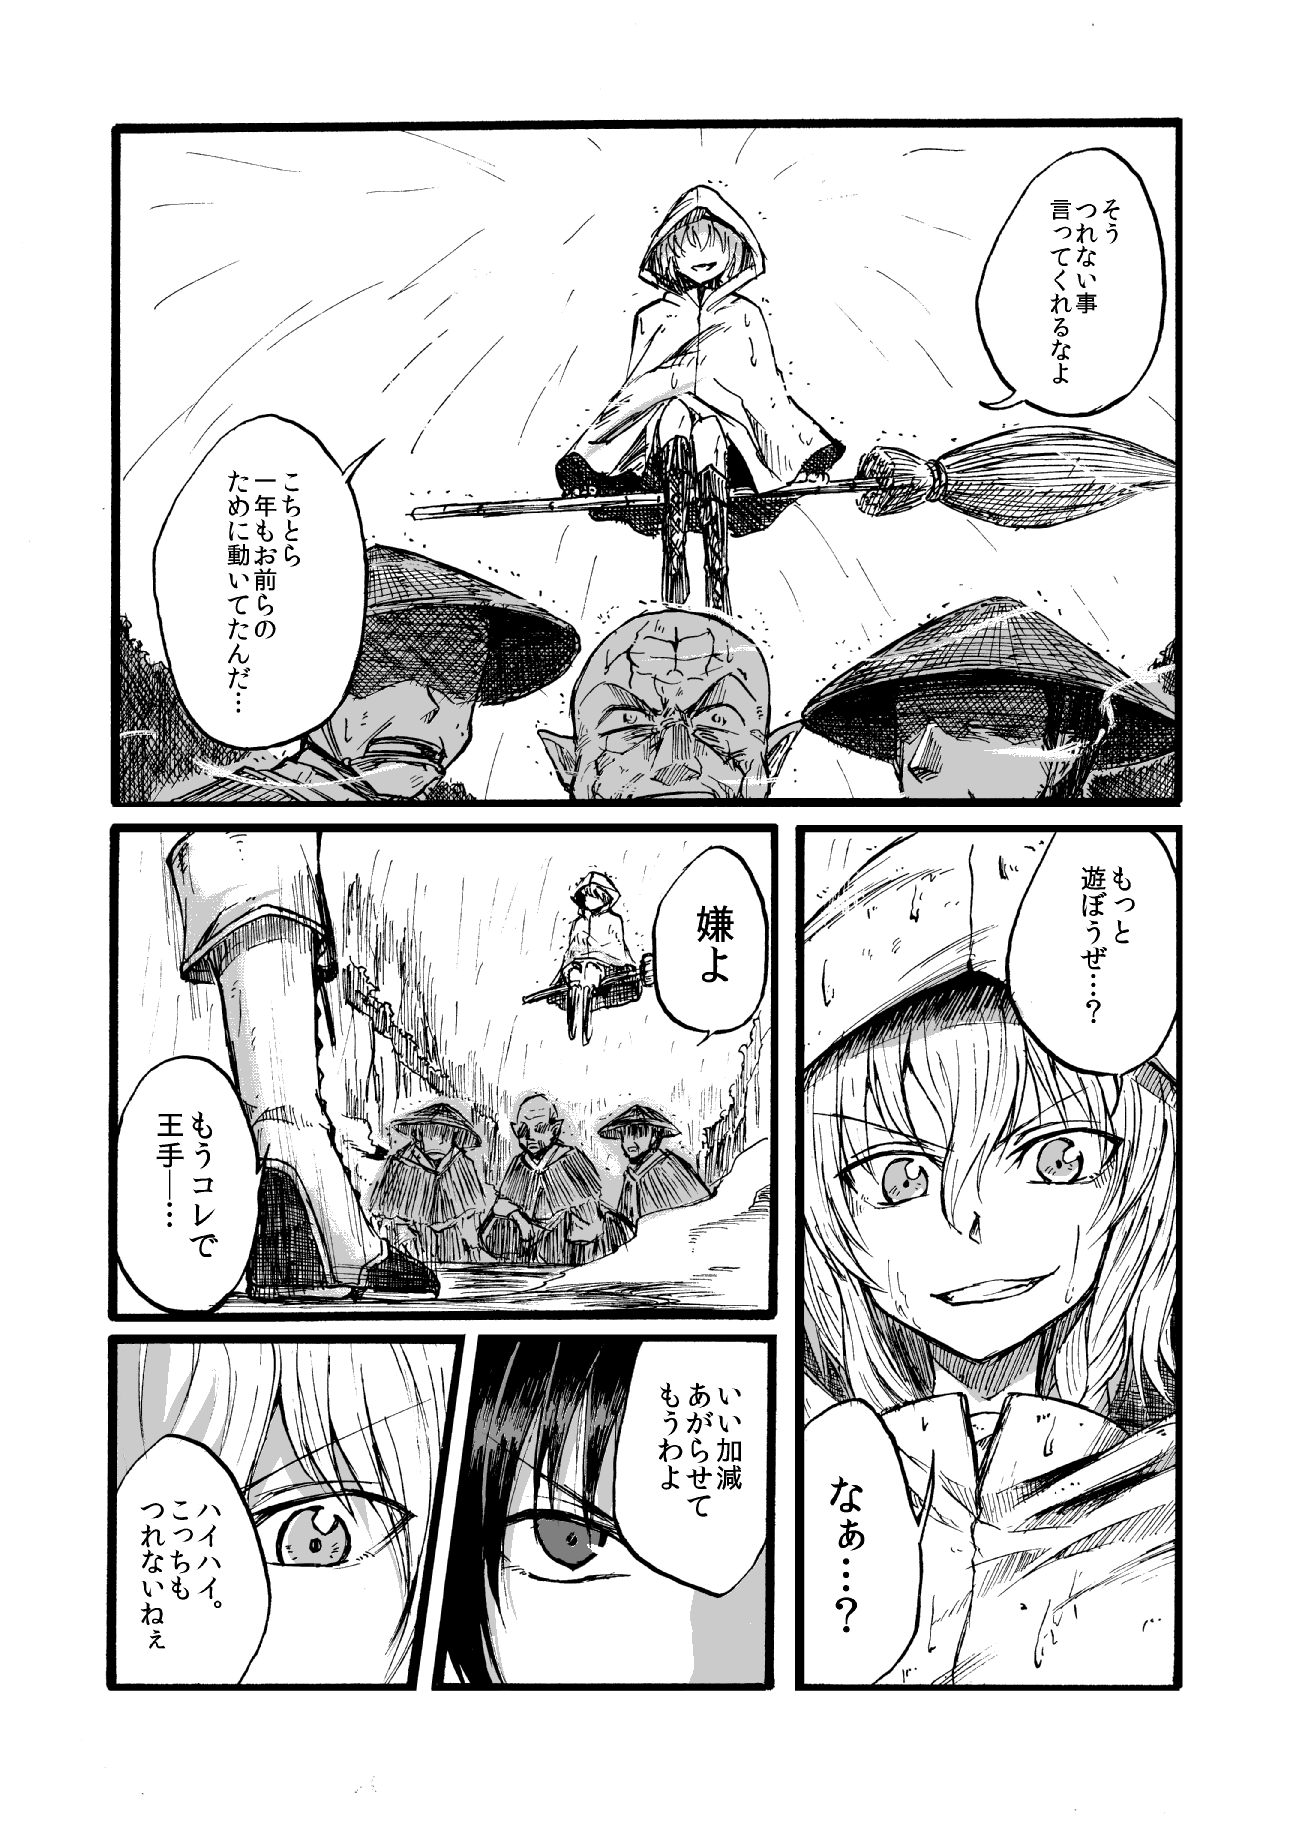 そう
つれない事
言ってくれるなよ
こちとら
一年もお前らの
ために動いてたんだ…
もっと
遊ぼうぜ…?
なぁ…?
嫌よ
もうコレで
王手―…
いい加減
あがらせて
もうわよ
ハイハイ。
こっちも
つれないねぇ